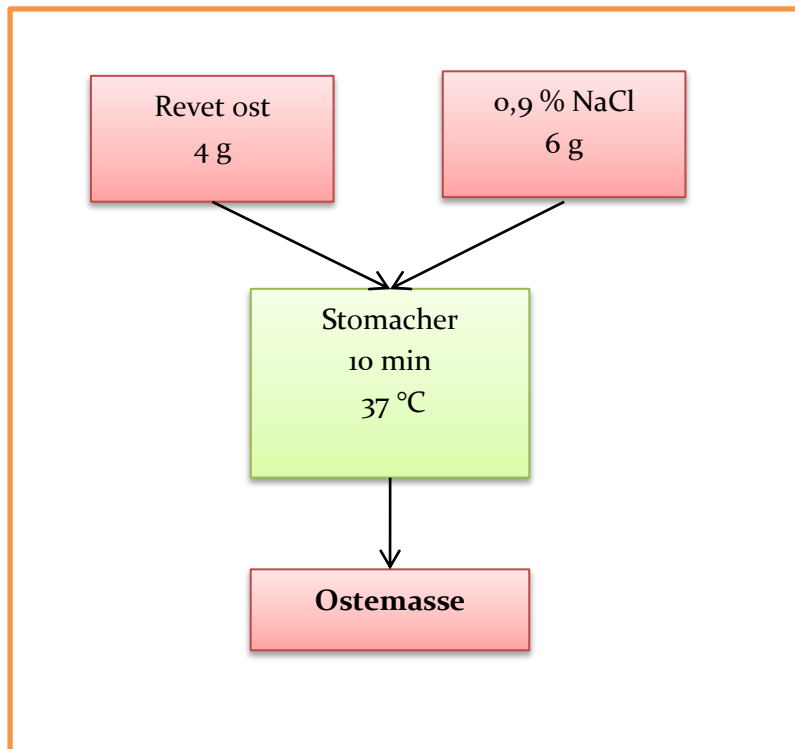 Revet ost
4 g
0,9 % NaCl
6 g
Stomacher
10 min
37 °C
Ostemasse